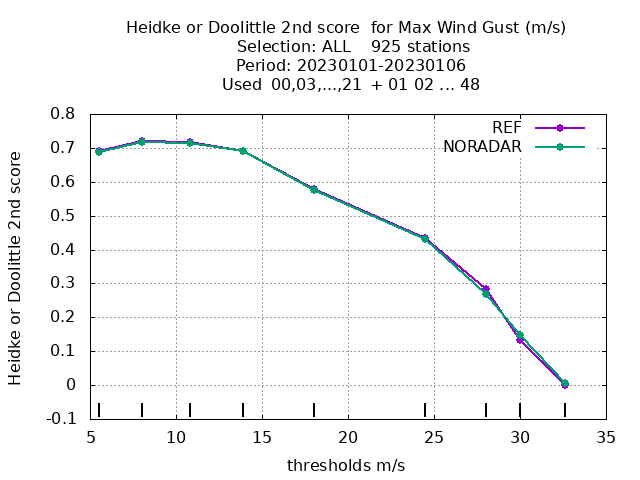 Heidke or Doolittle 2nd score  for Max Wind Gust (m/s)
Selection: ALL    925 stations
Period: 20230101-20230106
Used  00,03,...,21  + 01 02 ... 48
REF
NORADAR
Heidke or Doolittle 2nd score
0.8
0.7
0.6
0.5
0.4
0.3
0.2
0.1
0
-0.1
5 10 15 20 25 30 35
thresholds m/s